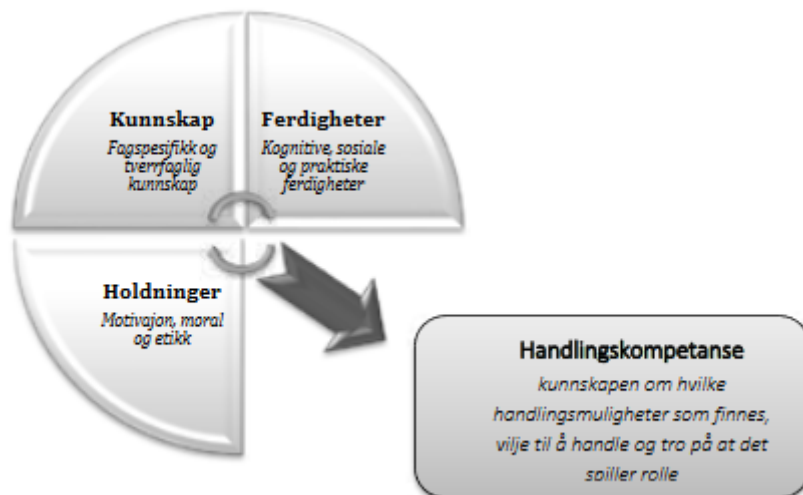 Kunnskap
Fagspesifikk og
tverrfaglig
kunnskap
Ferdigheter
Kognitive, sosiale
og praktiske
ferdigheter
Holdninger
Motivajon, moral
og etikk
Handlingskompetanse
kunnskapen om hvilke
handlingsmuligheter som finnes,
vilje til å handle og tro på at det
spiller rolle